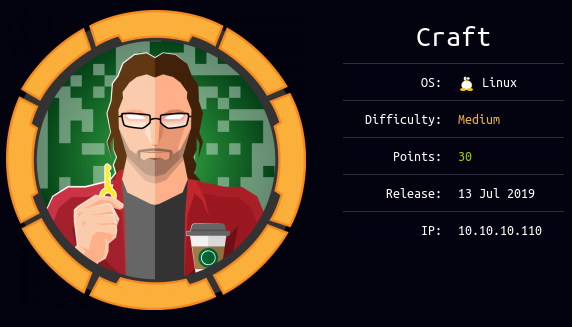 Craft
OS: Linux
Difficulty: Medium
Points: 30
Release: 13 Jul 2019
IP: 10.10.10.110